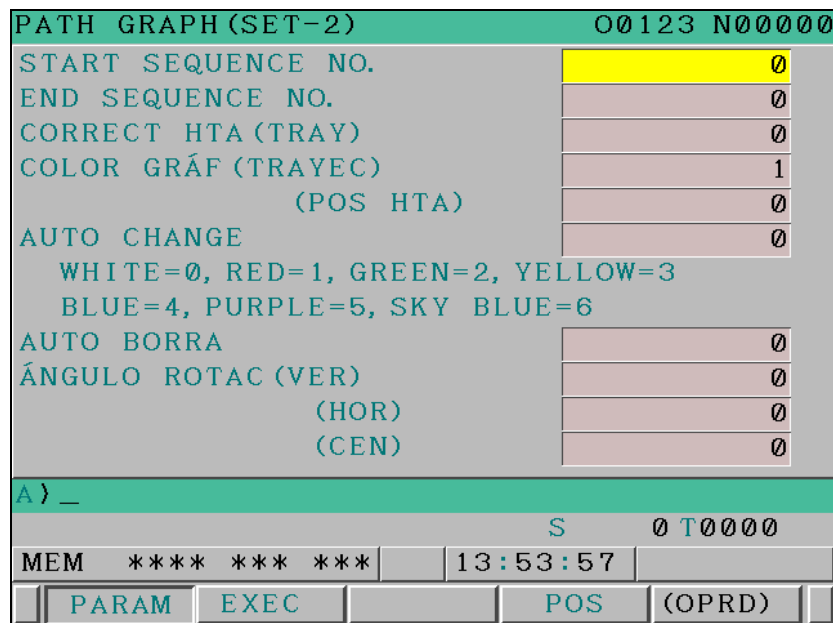 PATH GRAPH(SET-2) O0123 N00000
START SEQUENCE NO. 0
END SEQUENCE NO. 0
CORRECT HTA(TRAY) 0
COLOR GRÁF(TRAYEC) 1
(POS HTA) 0
AUTO CHANGE 0
WHITE=0, RED=1, GREEN=2, YELLOW=3
BLUE=4, PURPLE=5, SKY BLUE=6
AUTO BORRA 0
ÁNGULO ROTAC(VER) 0
(HOR) 0
(CEN) 0
A)_
S 0 T0000
MEM **** *** *** 13:53:57
PARAM EXEC POS (OPRD)